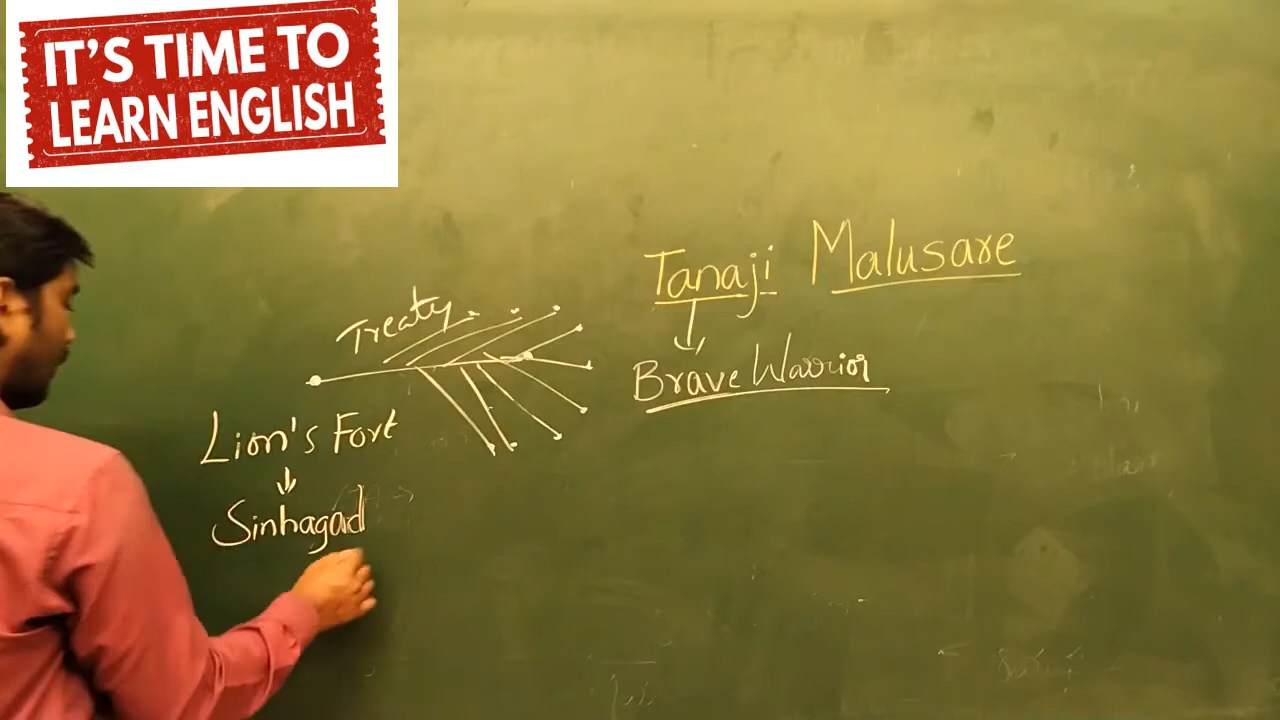 IT'S TIME TO
LEARN ENGLISH
Tanaji Malusare
Treaty
Brave Warrior
Lion's Fort
Sinhagad